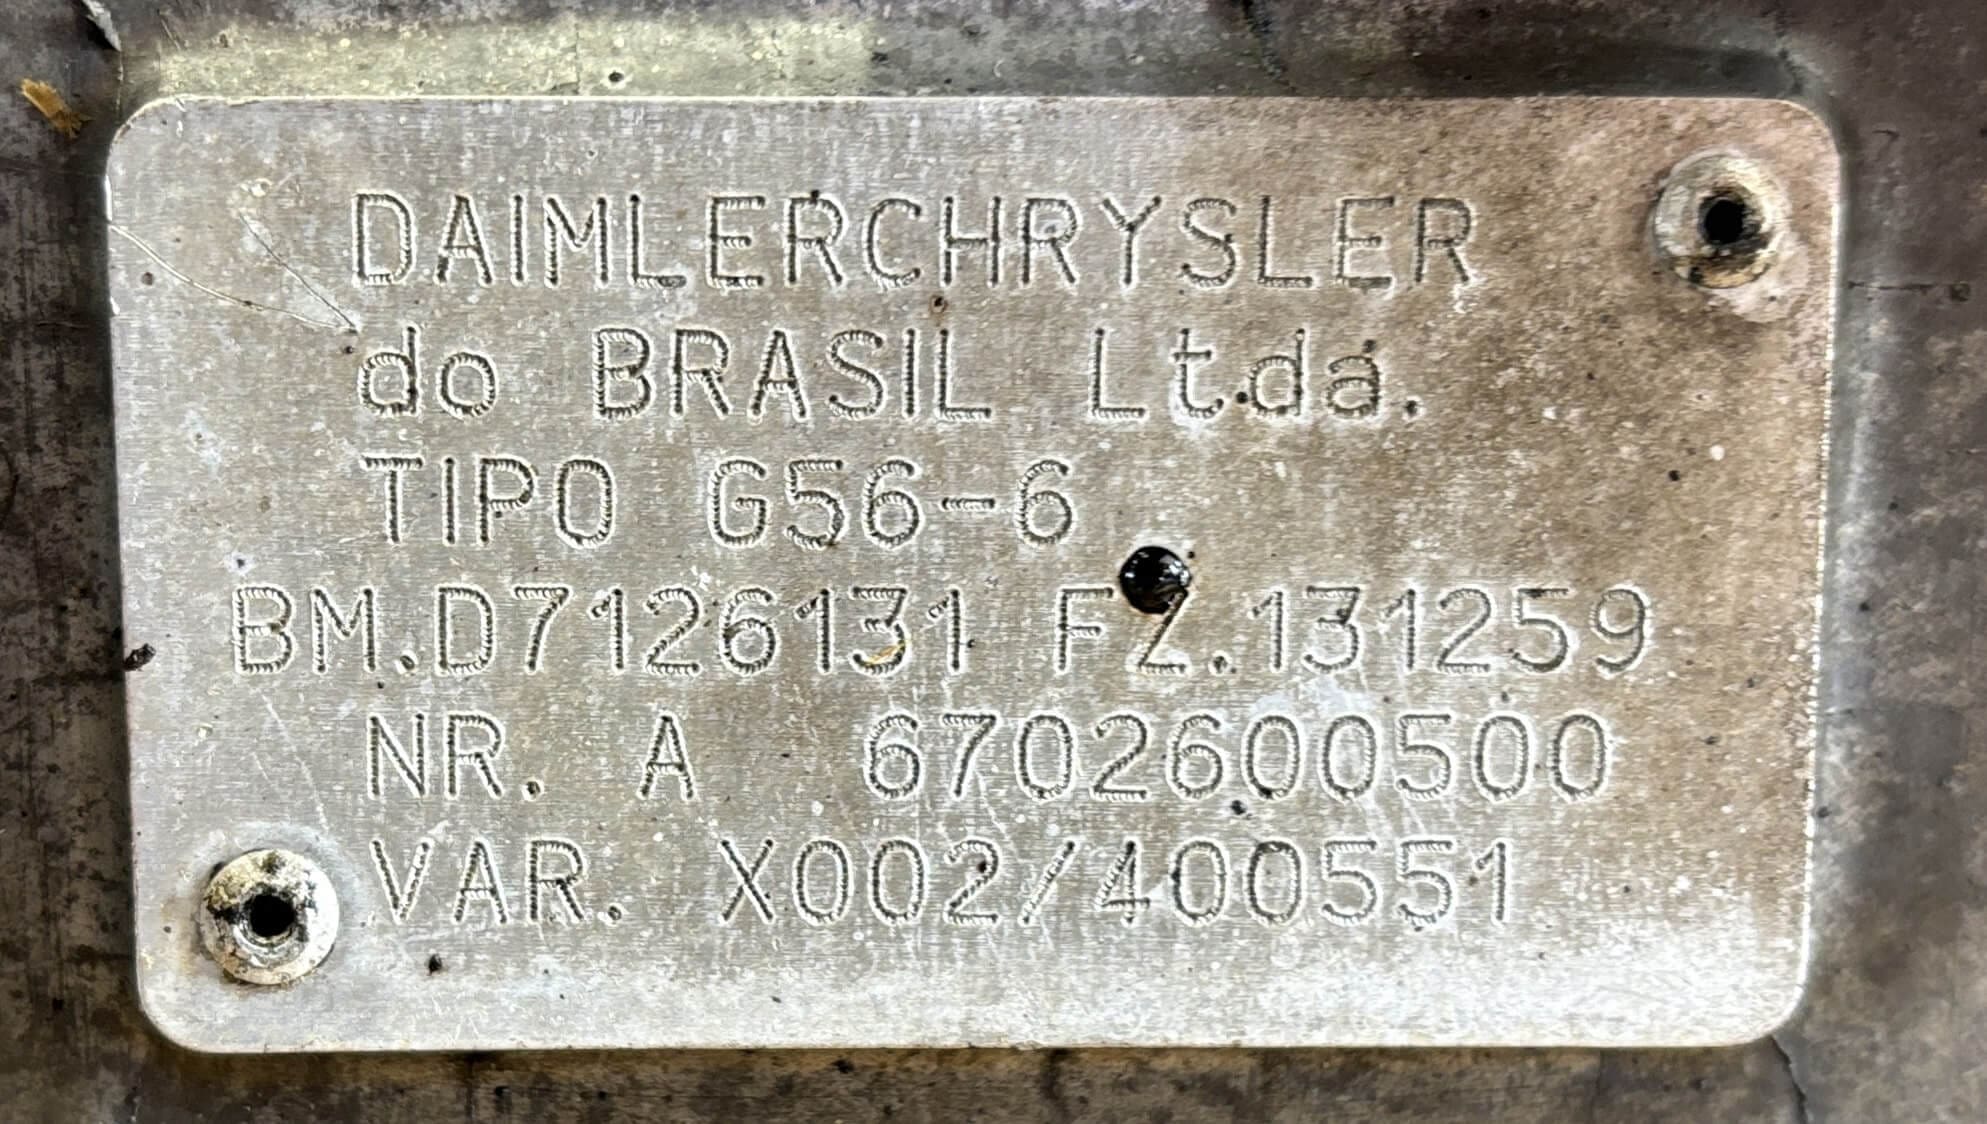 DAIMLERCHRYSLER
do BRASIL Ltda.
TIPO G56-6
BM.D7126131 FZ.131259
NR. A 6702600500
VAR. X002/400551